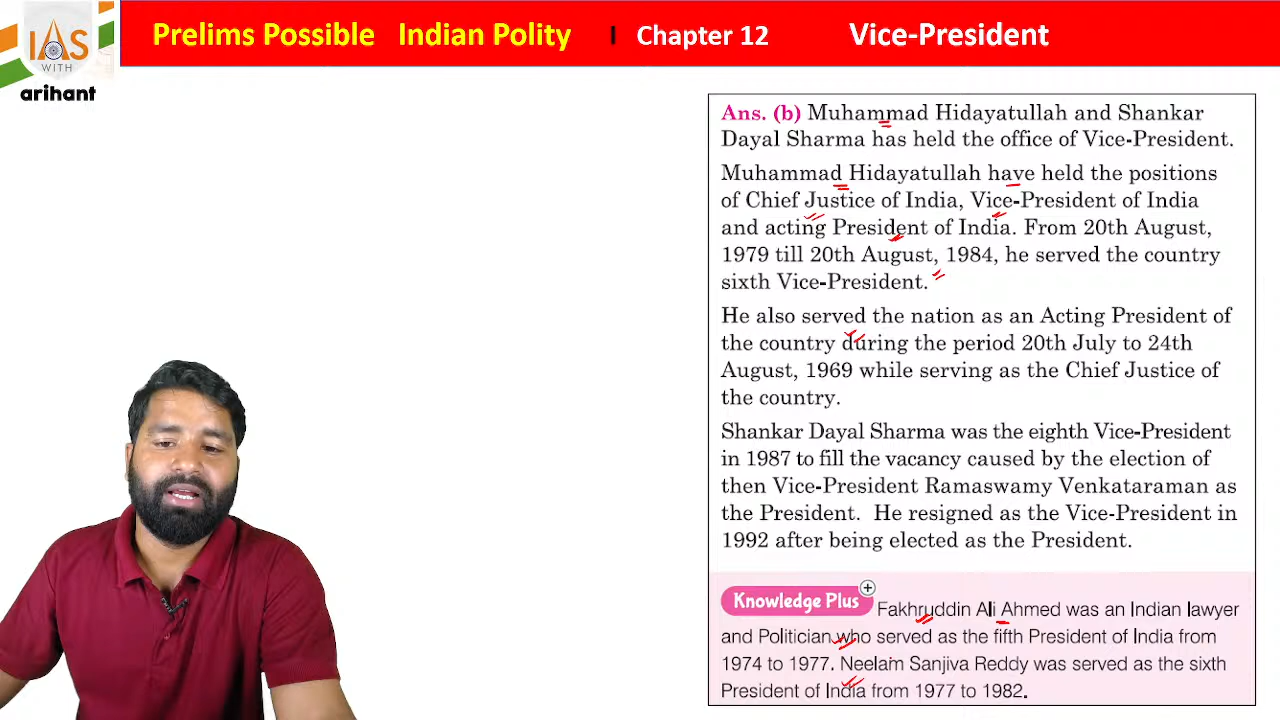 IAS
WITH
arihant
Prelims Possible Indian Polity | Chapter 12 Vice-President
Ans. (b) Muhammad Hidayatullah and Shankar
Dayal Sharma has held the office of Vice-President.
Muhammad Hidayatullah have held the positions
of Chief Justice of India, Vice-President of India
and acting President of India. From 20th August,
1979 till 20th August, 1984, he served the country
sixth Vice-President.
He also served the nation as an Acting President of
the country during the period 20th July to 24th
August, 1969 while serving as the Chief Justice of
the country.
Shankar Dayal Sharma was the eighth Vice-President
in 1987 to fill the vacancy caused by the election of
then Vice-President Ramaswamy Venkataraman as
the President. He resigned as the Vice-President in
1992 after being elected as the President.
Knowledge Plus Fakhruddin Ali Ahmed was an Indian lawyer
and Politician who served as the fifth President of India from
1974 to 1977. Neelam Sanjiva Reddy was served as the sixth
President of India from 1977 to 1982.